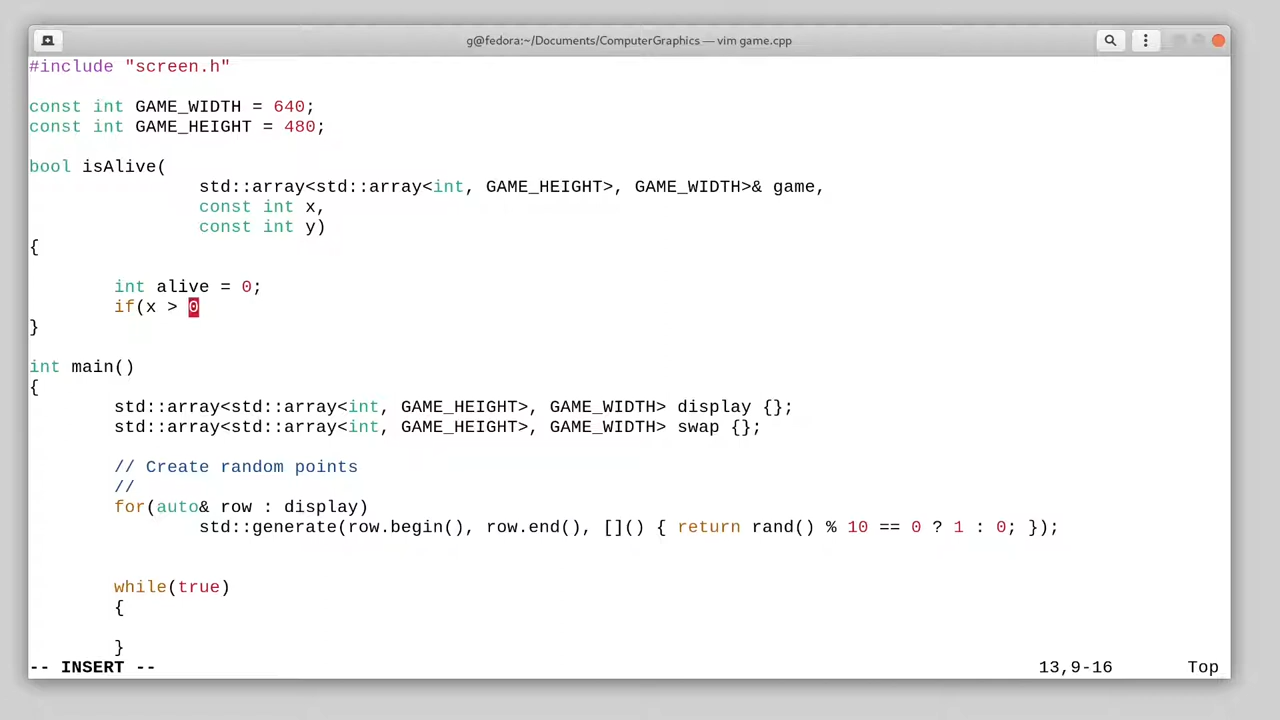 g@fedora:~/Documents/ComputerGraphics — vim game.cpp
#include "screen.h"
const int GAME_WIDTH = 640;
const int GAME_HEIGHT = 480;
bool isAlive(
std::array<std::array<int, GAME_HEIGHT>, GAME_WIDTH>& game,
const int x,
const int y)
{
int alive = 0;
if(x > 0
}
int main()
{
std::array<std::array<int, GAME_HEIGHT>, GAME_WIDTH> display {};
std::array<std::array<int, GAME_HEIGHT>, GAME_WIDTH> swap {};
// Create random points
//
for(auto& row : display)
std::generate(row.begin(), row.end(), []() { return rand() % 10 == 0 ? 1 : 0; });
while(true)
{
}
-- INSERT -- 13,9-16 Top